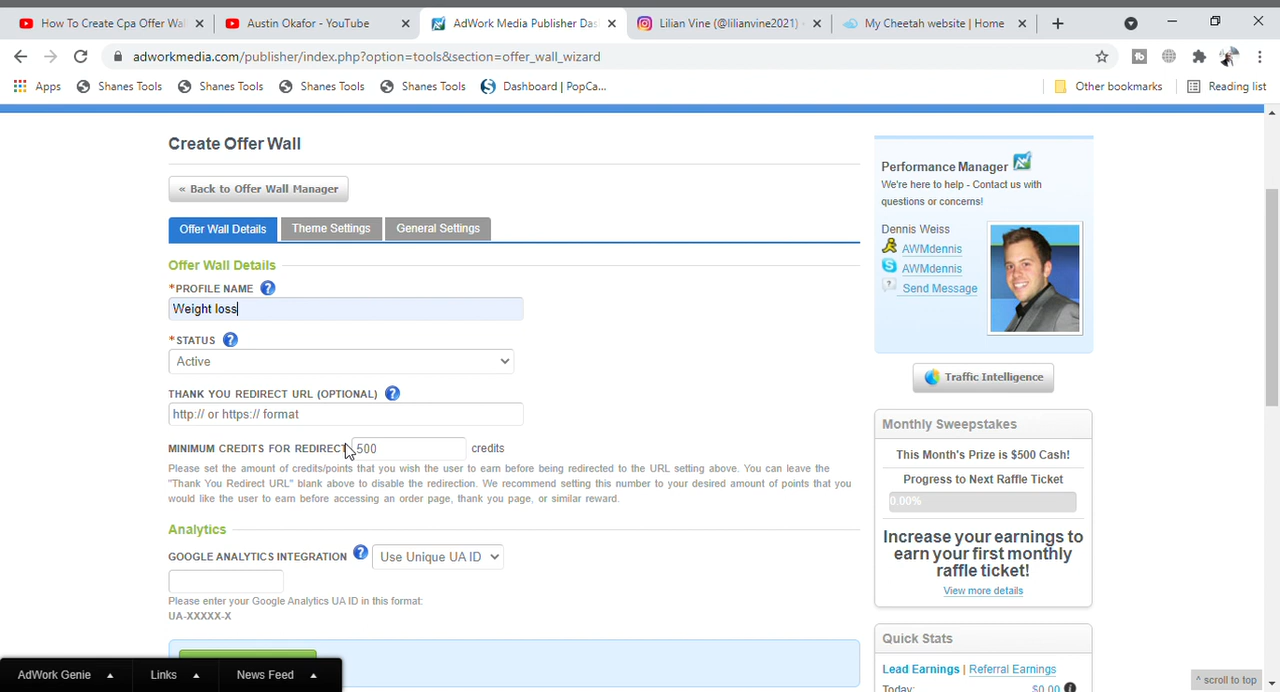 How To Create Cpa Offer Wal
Austin Okafor - YouTube
AdWork Media Publisher Das
Lilian Vine (@lilianvine2021)
My Cheetah website | Home
adworkmedia.com/publisher/index.php?option=tools&section=offer_wall_wizard
Apps
Shanes Tools
Shanes Tools
Shanes Tools
Shanes Tools
Dashboard | PopCa...
Other bookmarks
Reading list
Create Offer Wall
« Back to Offer Wall Manager
Offer Wall Details
Theme Settings
General Settings
Offer Wall Details
*PROFILE NAME ?
Weight loss
*STATUS ?
Active
THANK YOU REDIRECT URL (OPTIONAL) ?
http:// or https:// format
MINIMUM CREDITS FOR REDIRECT 500 credits
Please set the amount of credits/points that you wish the user to earn before being redirected to the URL setting above. You can leave the
"Thank You Redirect URL" blank above to disable the redirection. We recommend setting this number to your desired amount of points that you
would like the user to earn before accessing an order page, thank you page, or similar reward.
Analytics
GOOGLE ANALYTICS INTEGRATION ? Use Unique UA ID
Please enter your Google Analytics UA ID in this format:
UA-XXXXX-X
Performance Manager
We're here to help - Contact us with
questions or concerns!
Dennis Weiss
AWMdennis
AWMdennis
Send Message
Traffic Intelligence
Monthly Sweepstakes
This Month's Prize is $500 Cash!
Progress to Next Raffle Ticket
0.00%
Increase your earnings to
earn your first monthly
raffle ticket!
View more details
Quick Stats
Lead Earnings | Referral Earnings
Today: $0.00
AdWork Genie
Links
News Feed
^ scroll to top